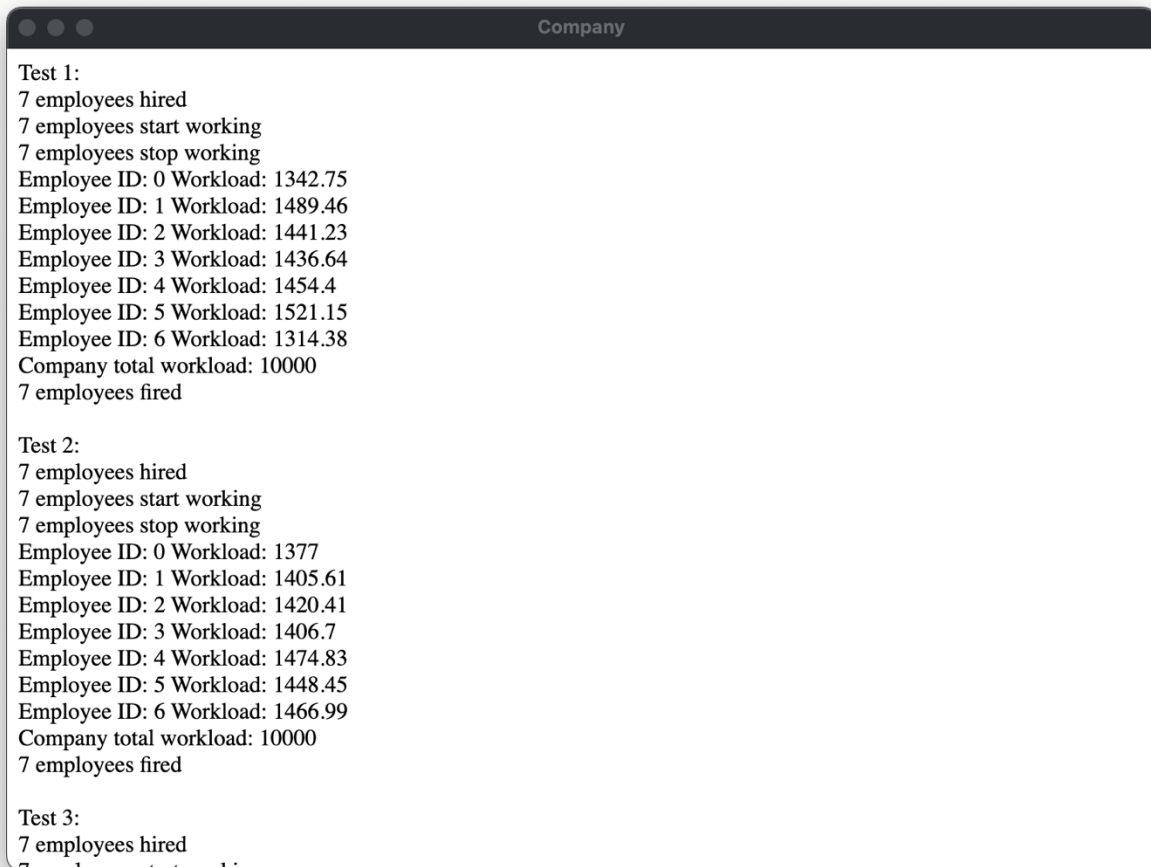 Company
Test 1:
7 employees hired
7 employees start working
7 employees stop working
Employee ID: 0 Workload: 1342.75
Employee ID: 1 Workload: 1489.46
Employee ID: 2 Workload: 1441.23
Employee ID: 3 Workload: 1436.64
Employee ID: 4 Workload: 1454.4
Employee ID: 5 Workload: 1521.15
Employee ID: 6 Workload: 1314.38
Company total workload: 10000
7 employees fired
Test 2:
7 employees hired
7 employees start working
7 employees stop working
Employee ID: 0 Workload: 1377
Employee ID: 1 Workload: 1405.61
Employee ID: 2 Workload: 1420.41
Employee ID: 3 Workload: 1406.7
Employee ID: 4 Workload: 1474.83
Employee ID: 5 Workload: 1448.45
Employee ID: 6 Workload: 1466.99
Company total workload: 10000
7 employees fired
Test 3:
7 employees hired